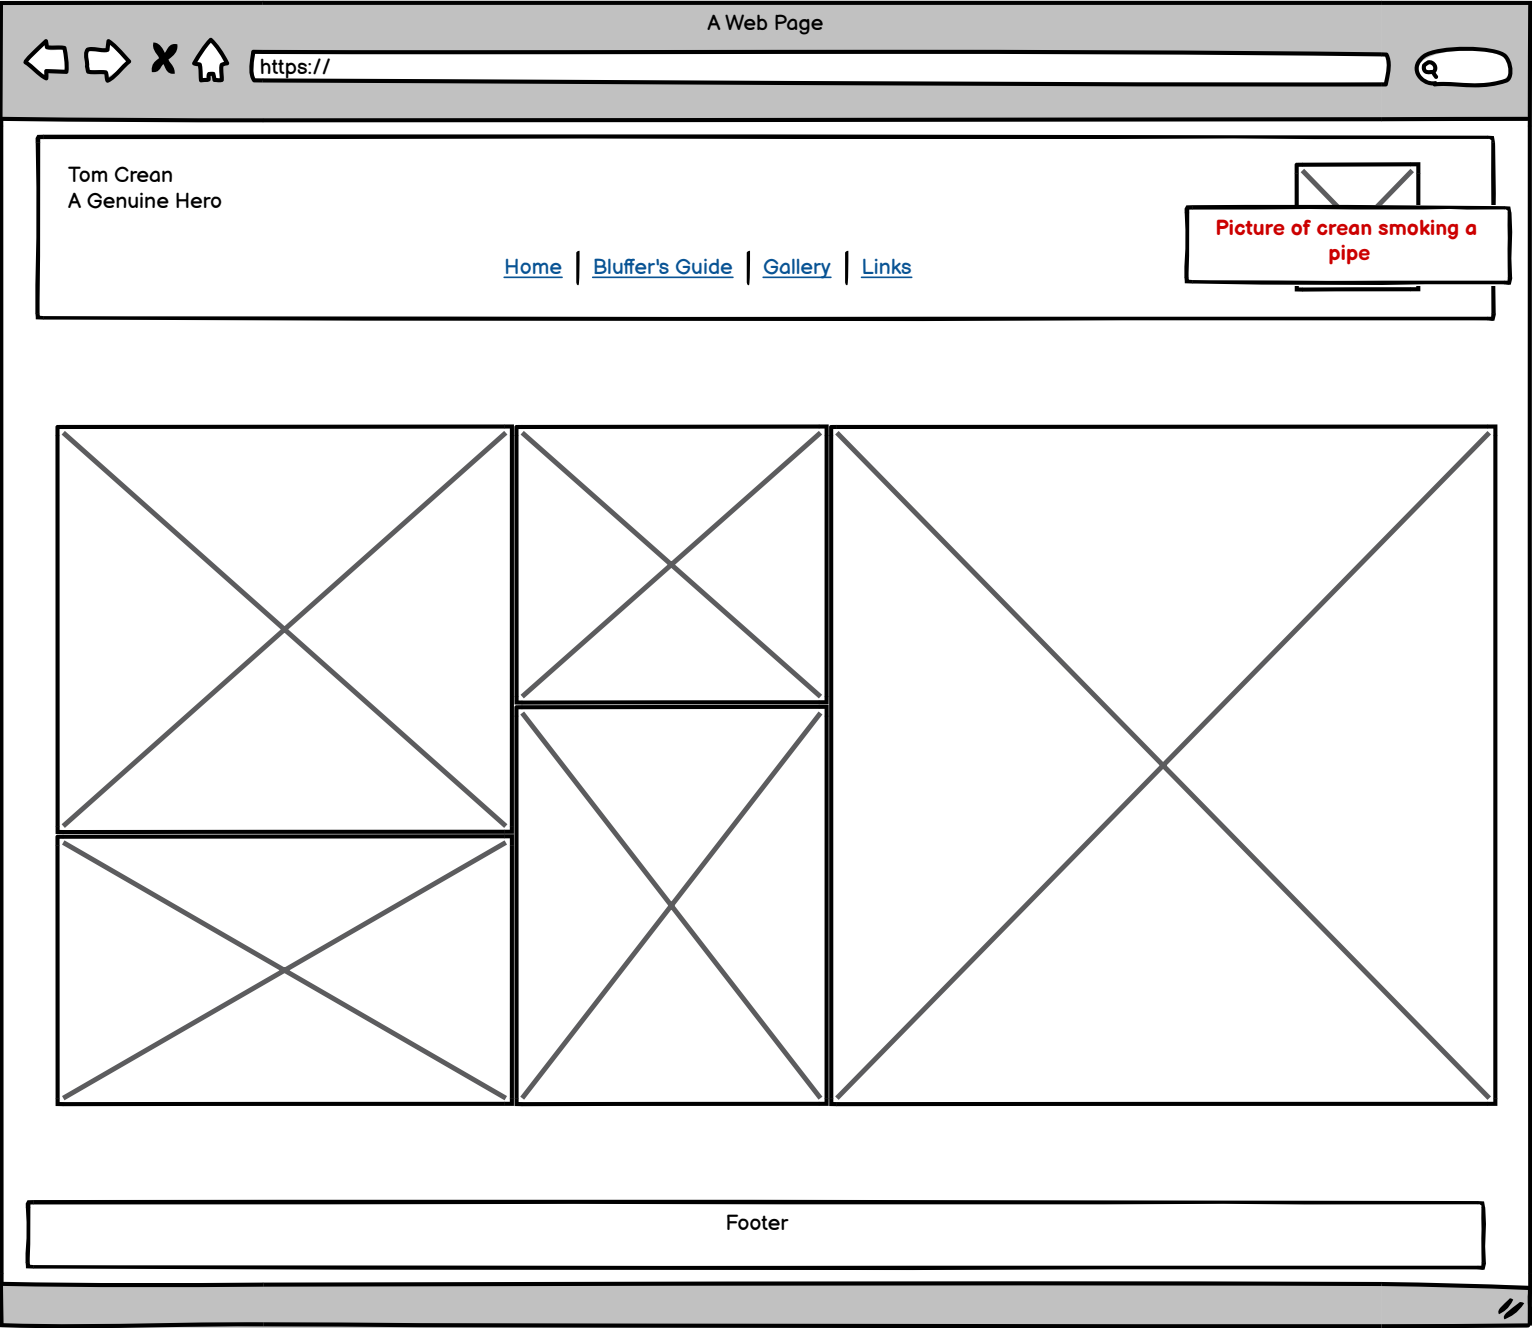 A Web Page
https://
Tom Crean
A Genuine Hero
Picture of crean smoking a
pipe
Home
Bluffer's Guide
Gallery
Links
Footer